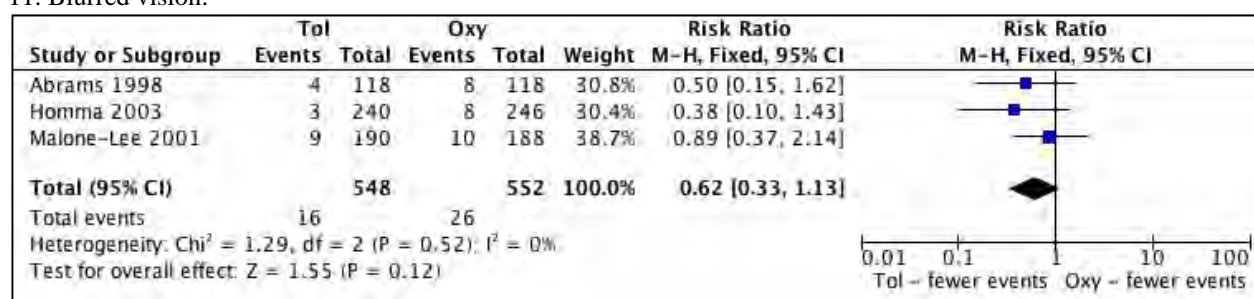 11. Blurred vision.
Tol Oxy Risk Ratio Risk Ratio
Study or Subgroup Events Total Events Total Weight M-H, Fixed, 95% CI M-H, Fixed, 95% CI
Abrams 1998 4 118 8 118 30.8% 0.50 [0.15, 1.62]
Homma 2003 3 240 8 246 30.4% 0.38 [0.10, 1.43]
Malone-Lee 2001 9 190 10 188 38.7% 0.89 [0.37, 2.14]
Total (95% CI) 548 552 100.0% 0.62 [0.33, 1.13]
Total events 16 26
Heterogeneity: Chi² = 1.29, df = 2 (P = 0.52); I² = 0%
Test for overall effect: Z = 1.55 (P = 0.12)
0.01 0.1 1 10 100
Tol - fewer events Oxy - fewer events